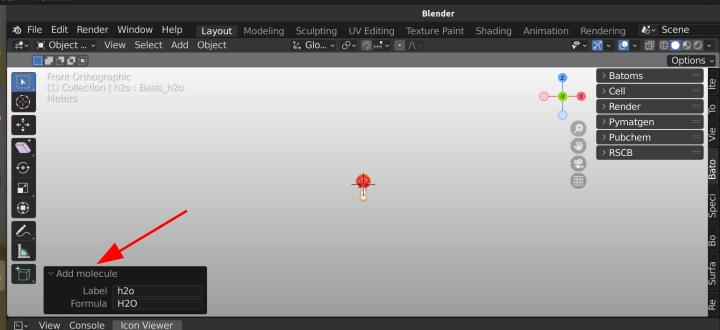 Blender
File Edit Render Window Help Layout Modeling Sculpting UV Editing Texture Paint Shading Animation Rendering Scene
Object ... View Select Add Object Glo...
Options
Front Orthographic
(1) Collection | h2o : Basis_h2o
Meters
Z
Y
X
Batoms
Cell
Render
Pymatgen
Pubchem
RSCB
Ite
To
Vie
Bato
Speci
Bo
Surfa
Re
Add molecule
Label h2o
Formula H2O
View Console Icon Viewer